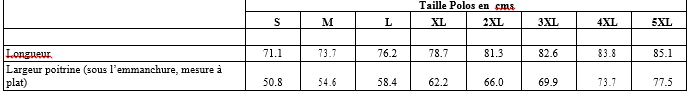 Taille Polos en cms
S M L XL 2XL 3XL 4XL 5XL
Longueur 71.1 73.7 76.2 78.7 81.3 82.6 83.8 85.1
Largeur poitrine (sous l’emmanchure, mesure à
plat) 50.8 54.6 58.4 62.2 66.0 69.9 73.7 77.5